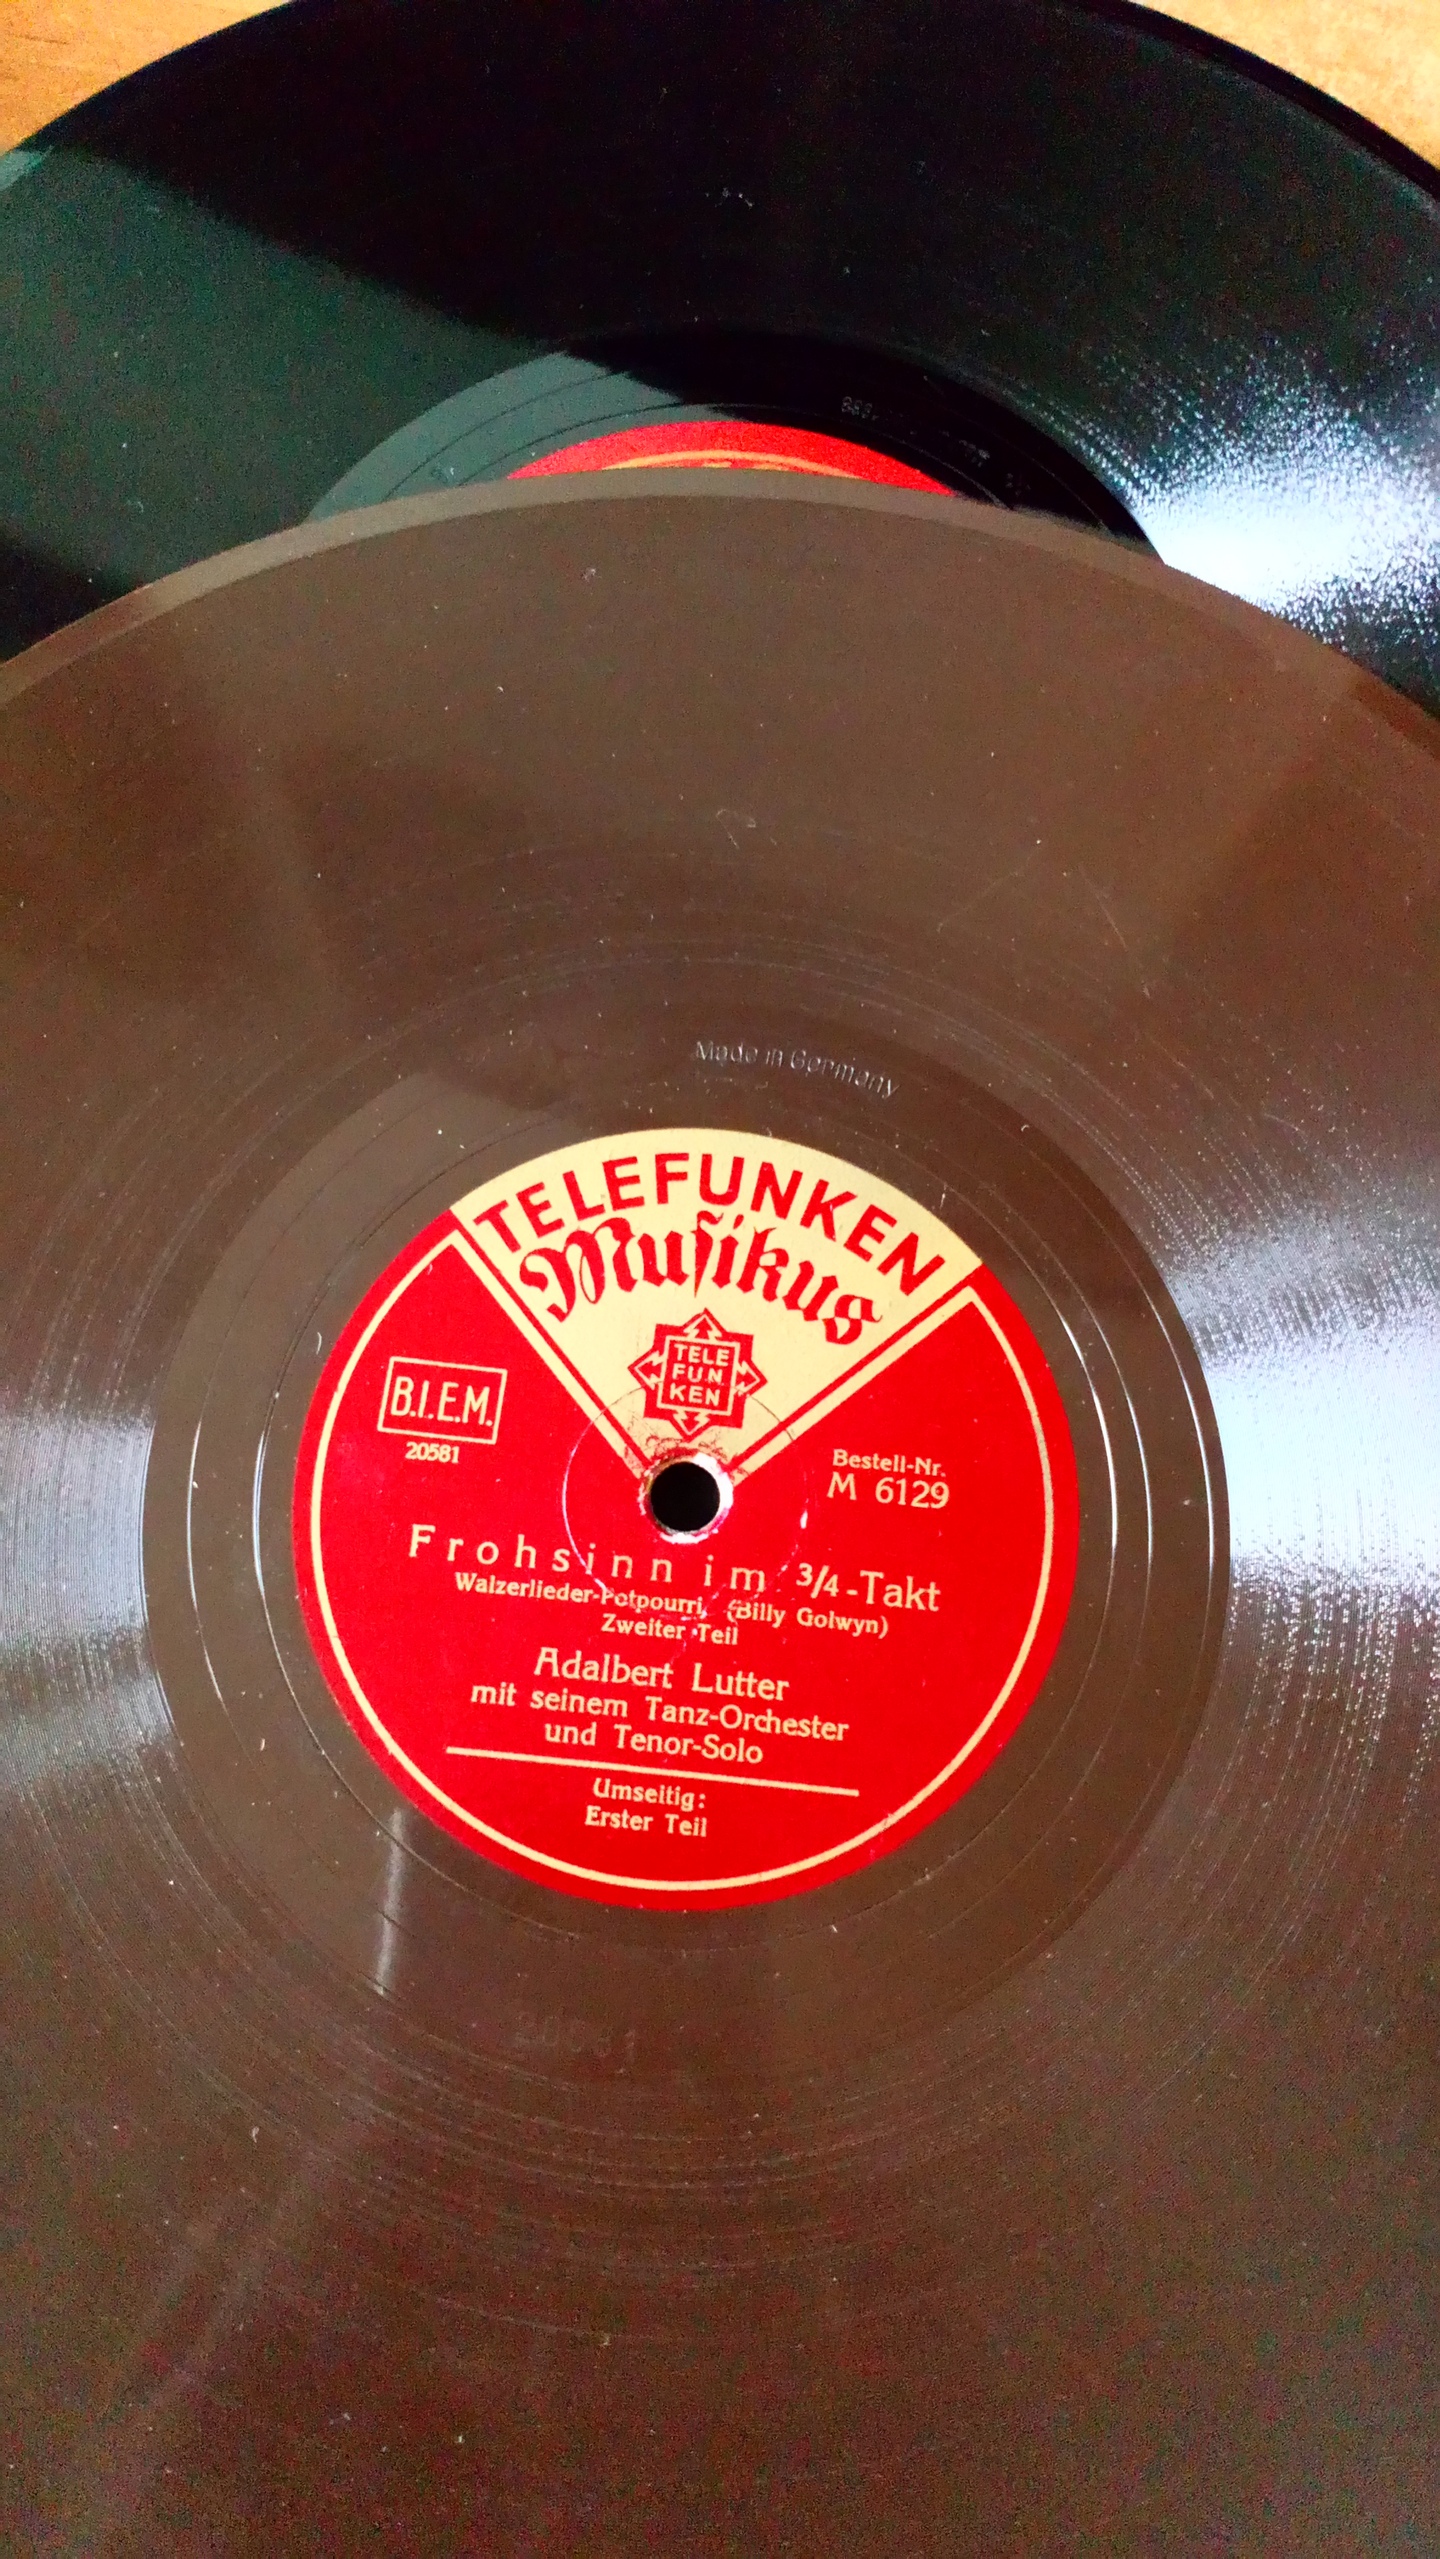 Made in Germany
TELEFUNKEN
Musikus
TELE
FUN
KEN
B.I.E.M.
20581
Bestell-Nr.
M 6129
Frohsinn im 3/4-Takt
Walzerlieder-Potpourri, (Billy Golwyn)
Zweiter Teil
Adalbert Lutter
mit seinem Tanz-Orchester
und Tenor-Solo
Umseitig:
Erster Teil
20581